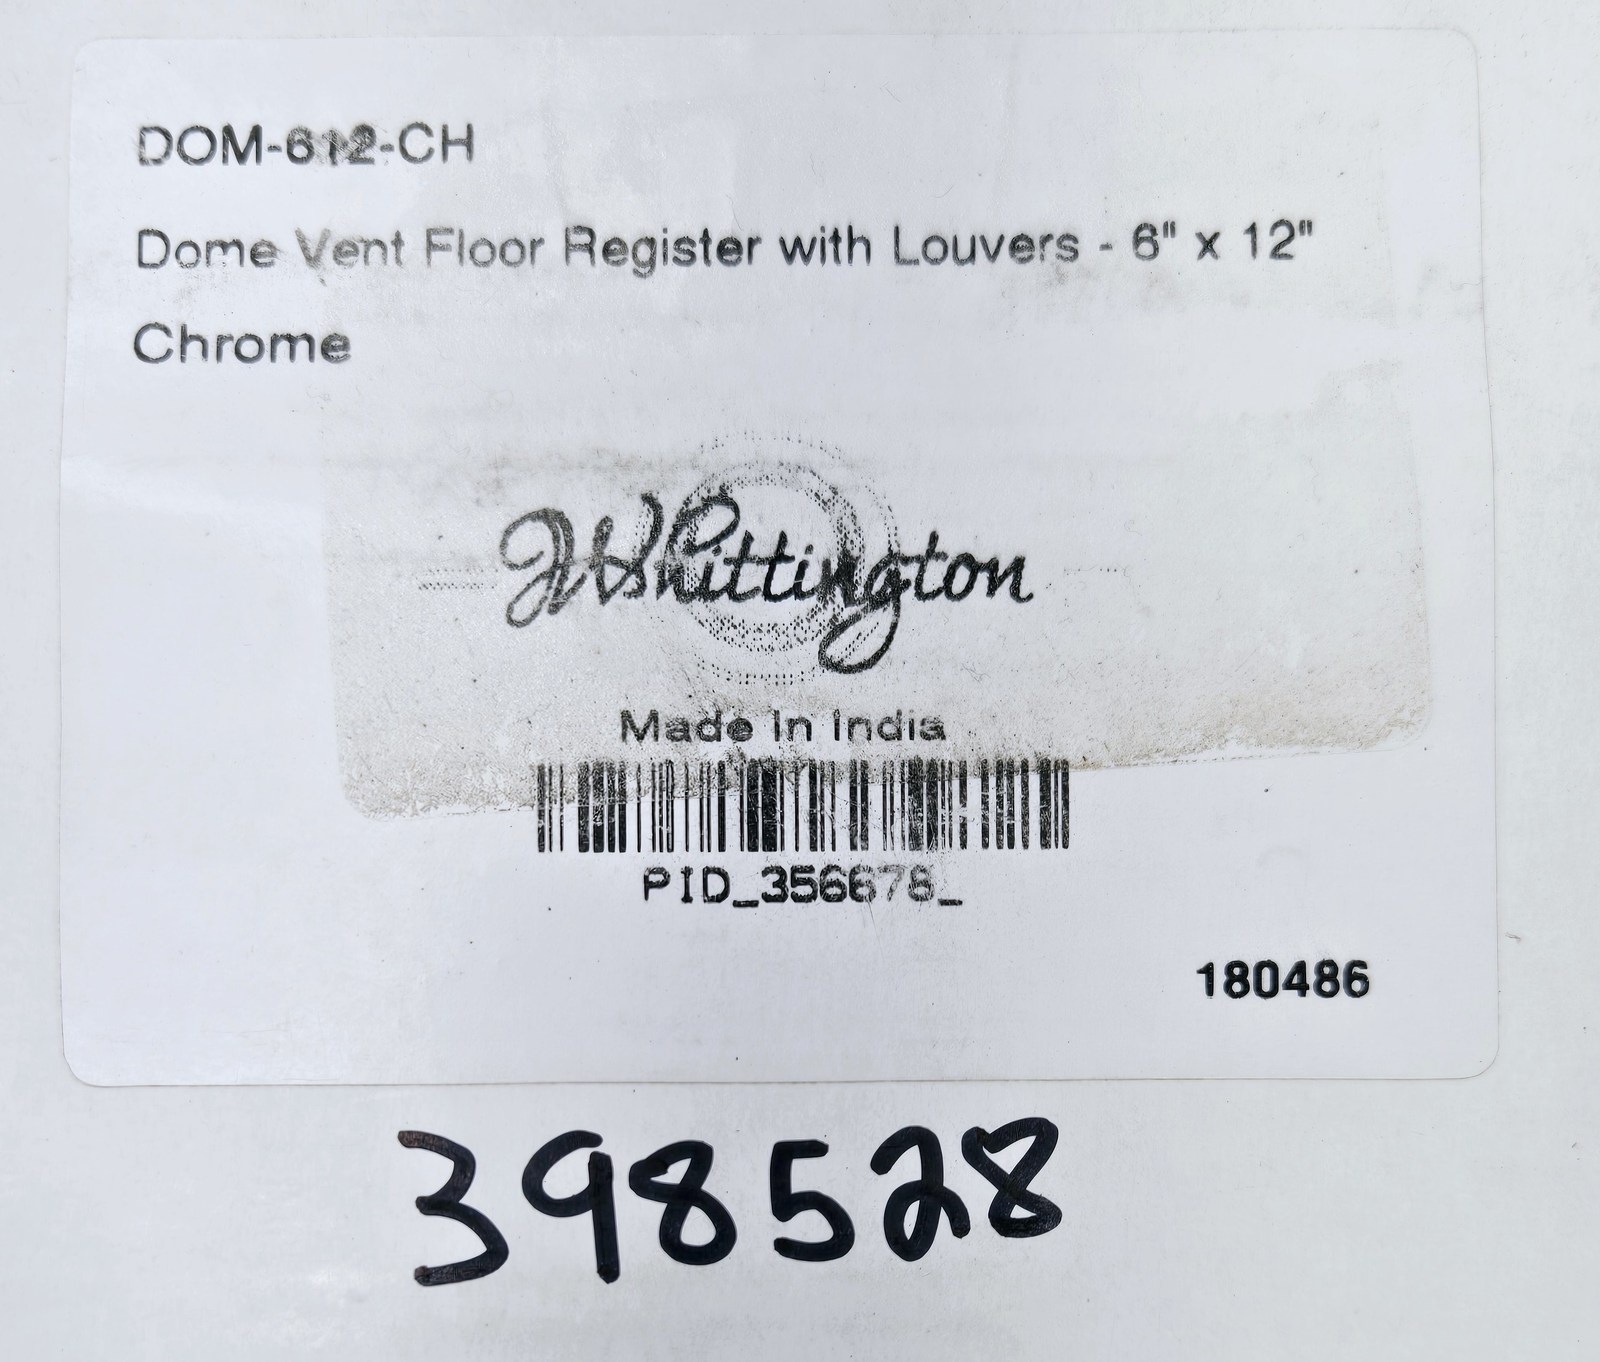 DOM-612-CH
Dome Vent Floor Register with Louvers - 6" x 12"
Chrome
JWhittington
Made In India
PID_356678_
180486
398528